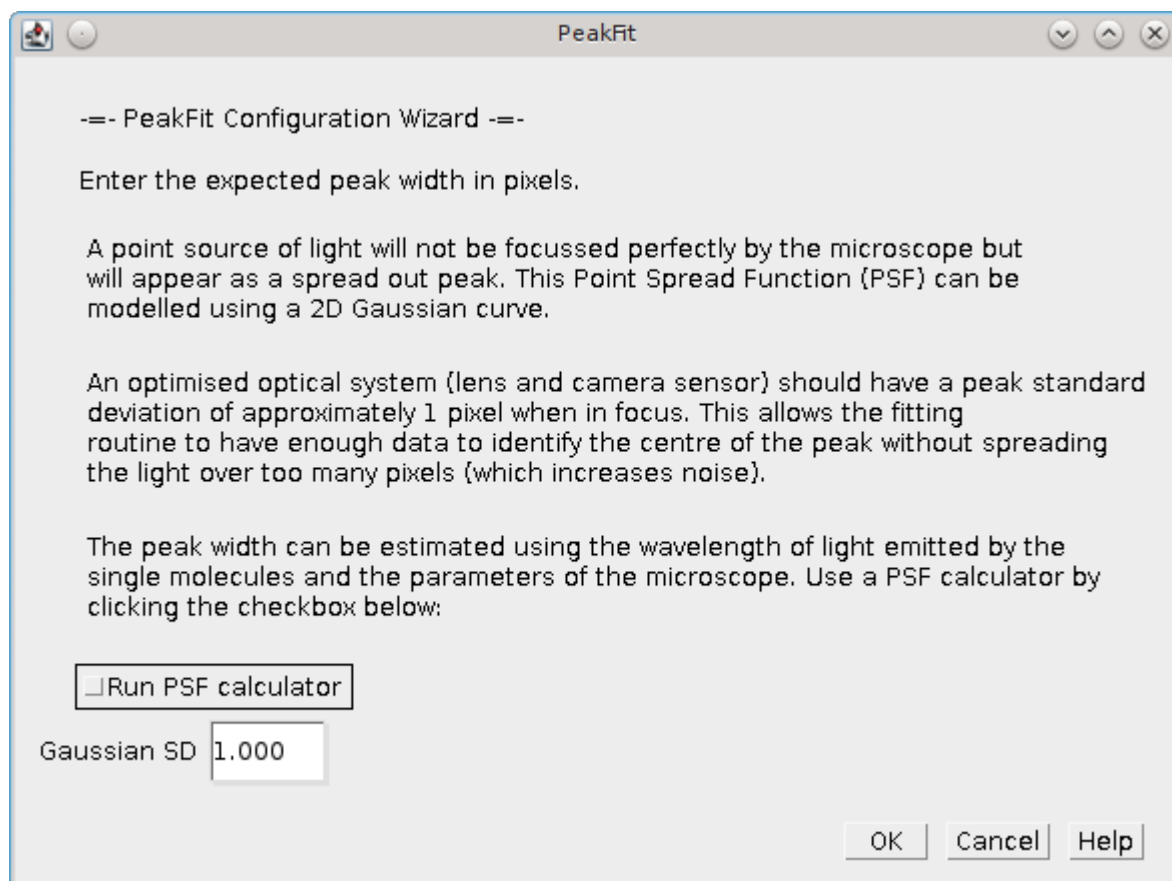 PeakFit
-=- PeakFit Configuration Wizard -=-
Enter the expected peak width in pixels.
A point source of light will not be focussed perfectly by the microscope but
will appear as a spread out peak. This Point Spread Function (PSF) can be
modelled using a 2D Gaussian curve.
An optimised optical system (lens and camera sensor) should have a peak standard
deviation of approximately 1 pixel when in focus. This allows the fitting
routine to have enough data to identify the centre of the peak without spreading
the light over too many pixels (which increases noise).
The peak width can be estimated using the wavelength of light emitted by the
single molecules and the parameters of the microscope. Use a PSF calculator by
clicking the checkbox below:
Run PSF calculator
Gaussian SD 1.000
OK Cancel Help